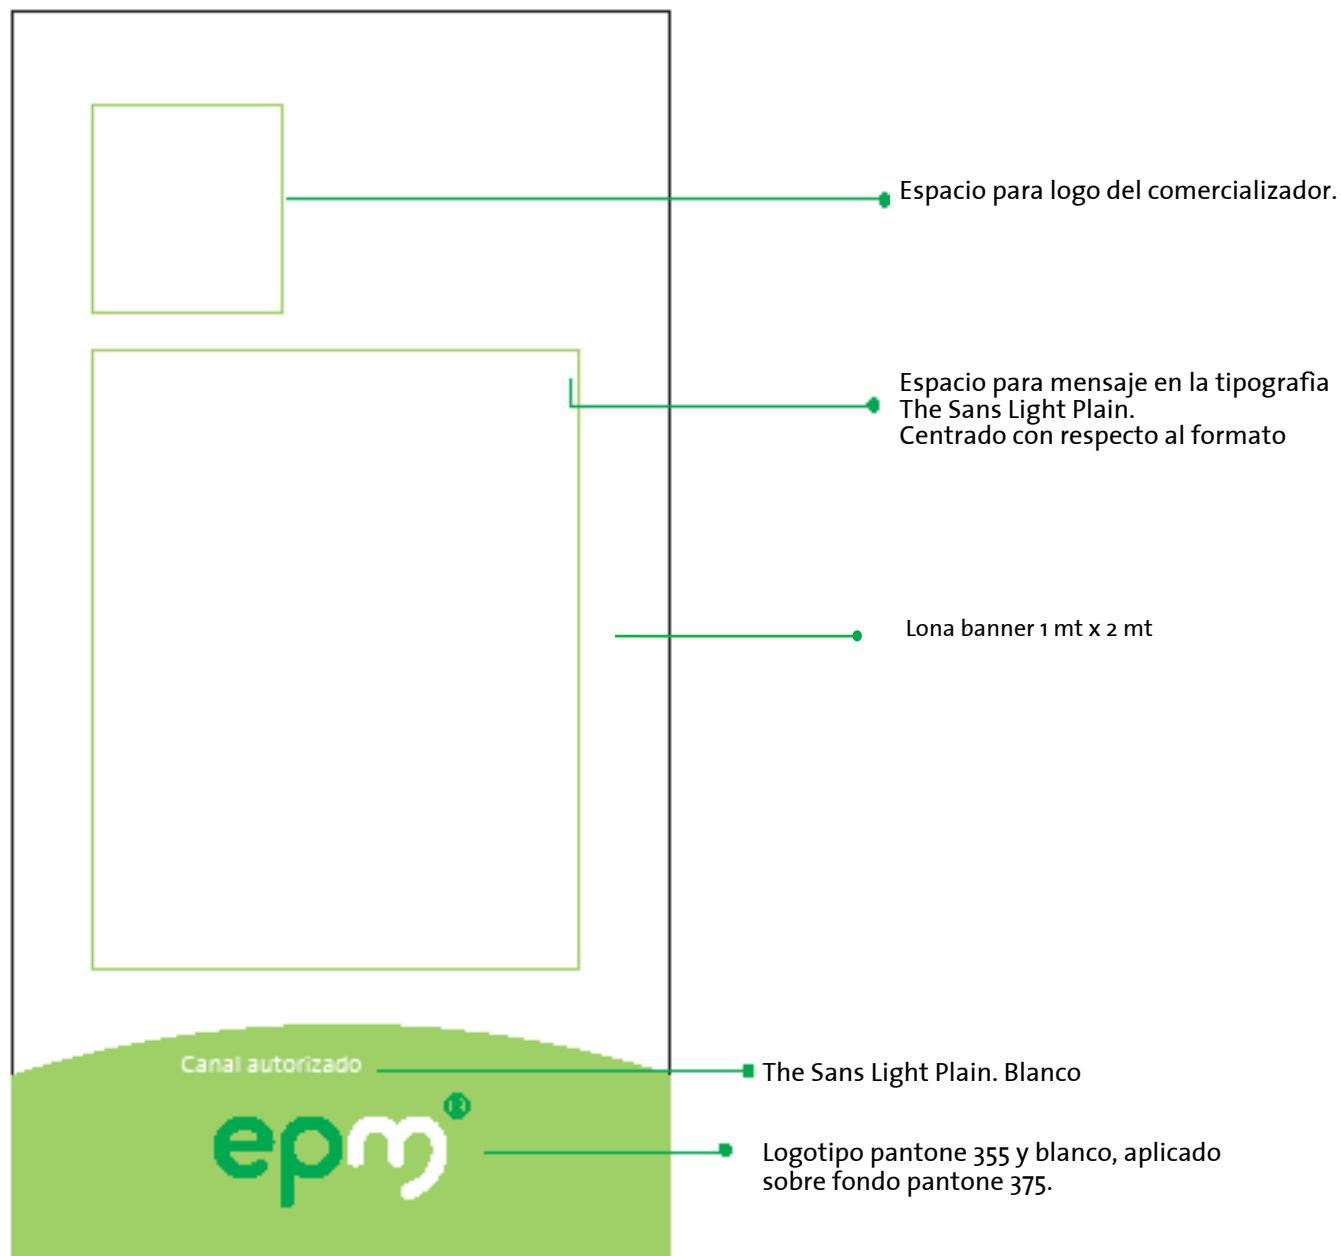 Espacio para logo del comercializador.
Espacio para mensaje en la tipografìa
The Sans Light Plain.
Centrado con respecto al formato
Lona banner 1 mt x 2 mt
Canal autorizado
The Sans Light Plain. Blanco
epm®
Logotipo pantone 355 y blanco, aplicado
sobre fondo pantone 375.